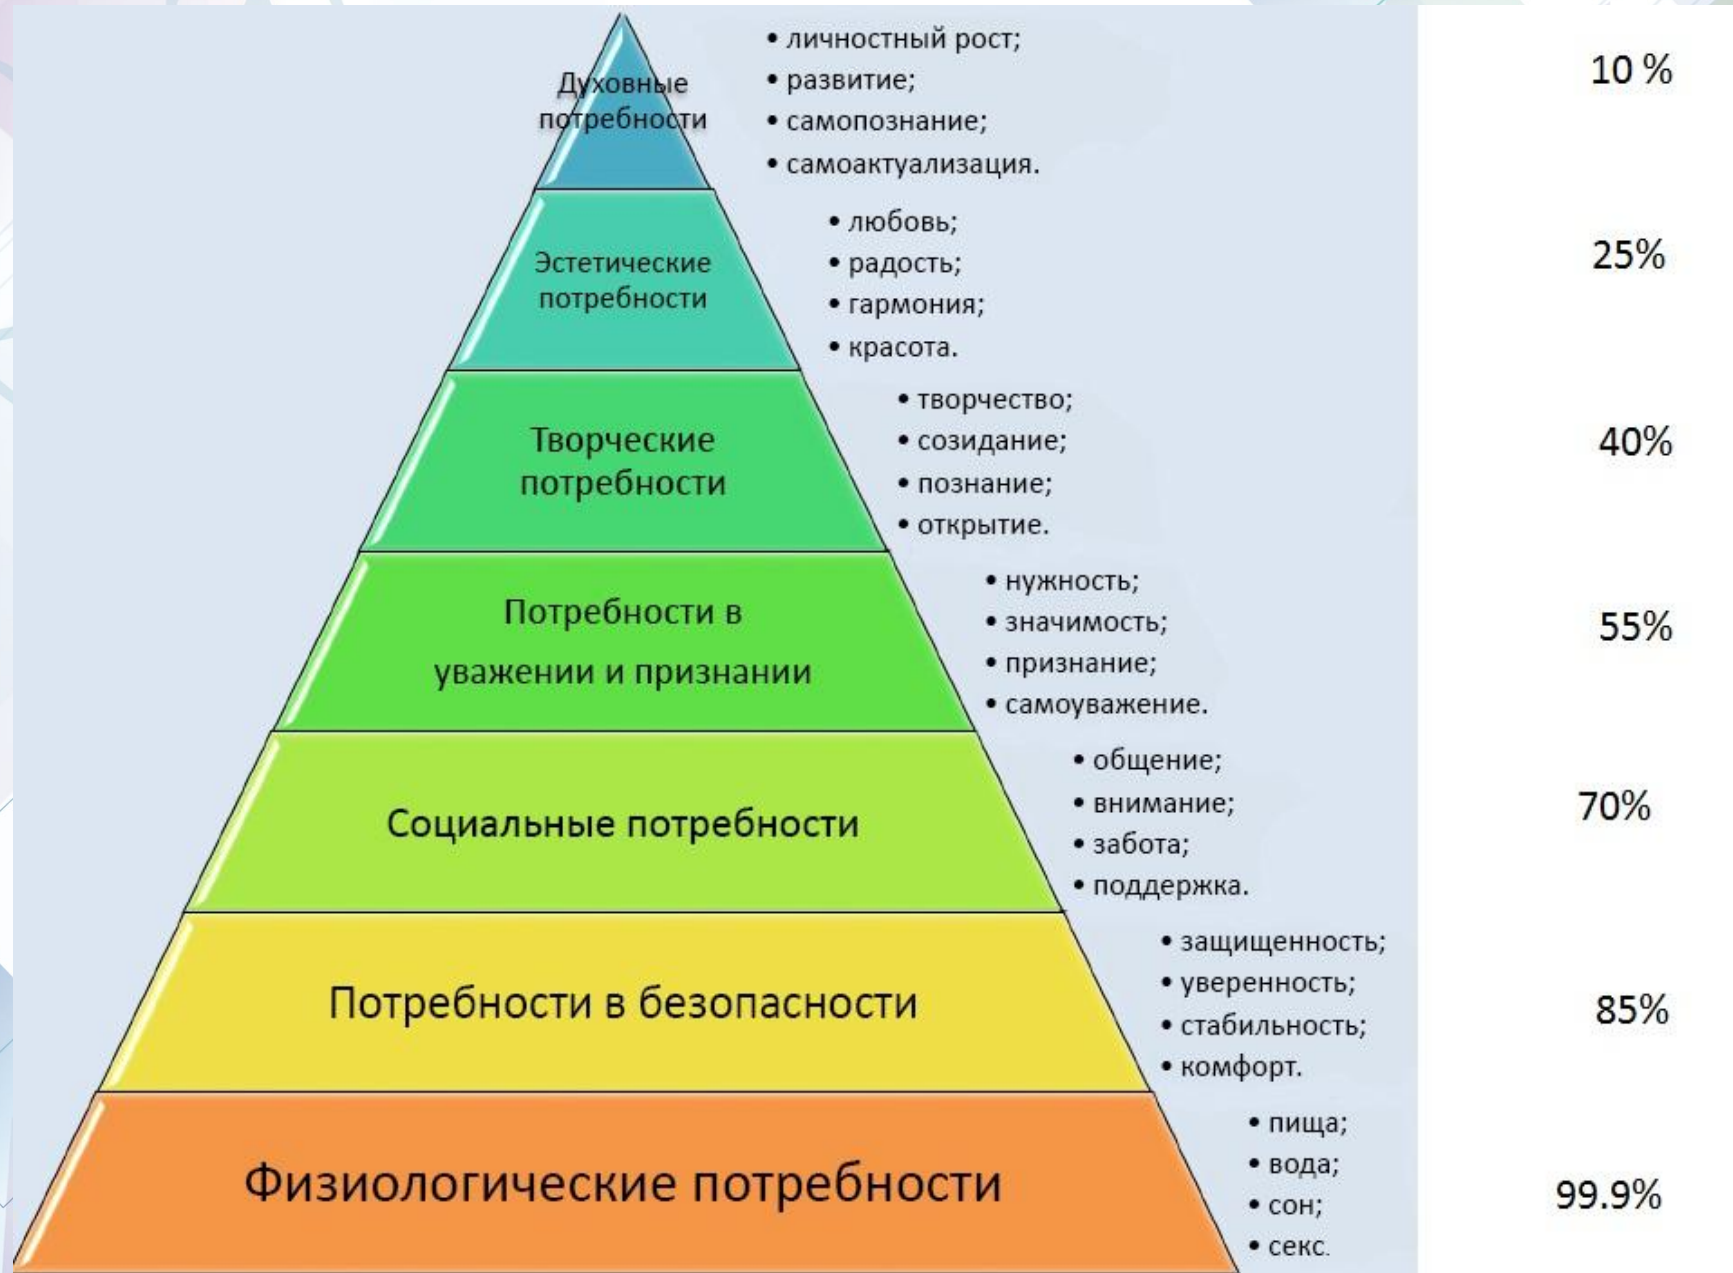 Духовные
потребности
• личностный рост;
• развитие;
• самопознание;
• самоактуализация.
10 %
Эстетические
потребности
• любовь;
• радость;
• гармония;
• красота.
25%
Творческие
потребности
• творчество;
• созидание;
• познание;
• открытие.
40%
Потребности в
уважении и признании
• нужность;
• значимость;
• признание;
• самоуважение.
55%
Социальные потребности
• общение;
• внимание;
• забота;
• поддержка.
70%
Потребности в безопасности
• защищенность;
• уверенность;
• стабильность;
• комфорт.
85%
Физиологические потребности
• пища;
• вода;
• сон;
• секс.
99.9%